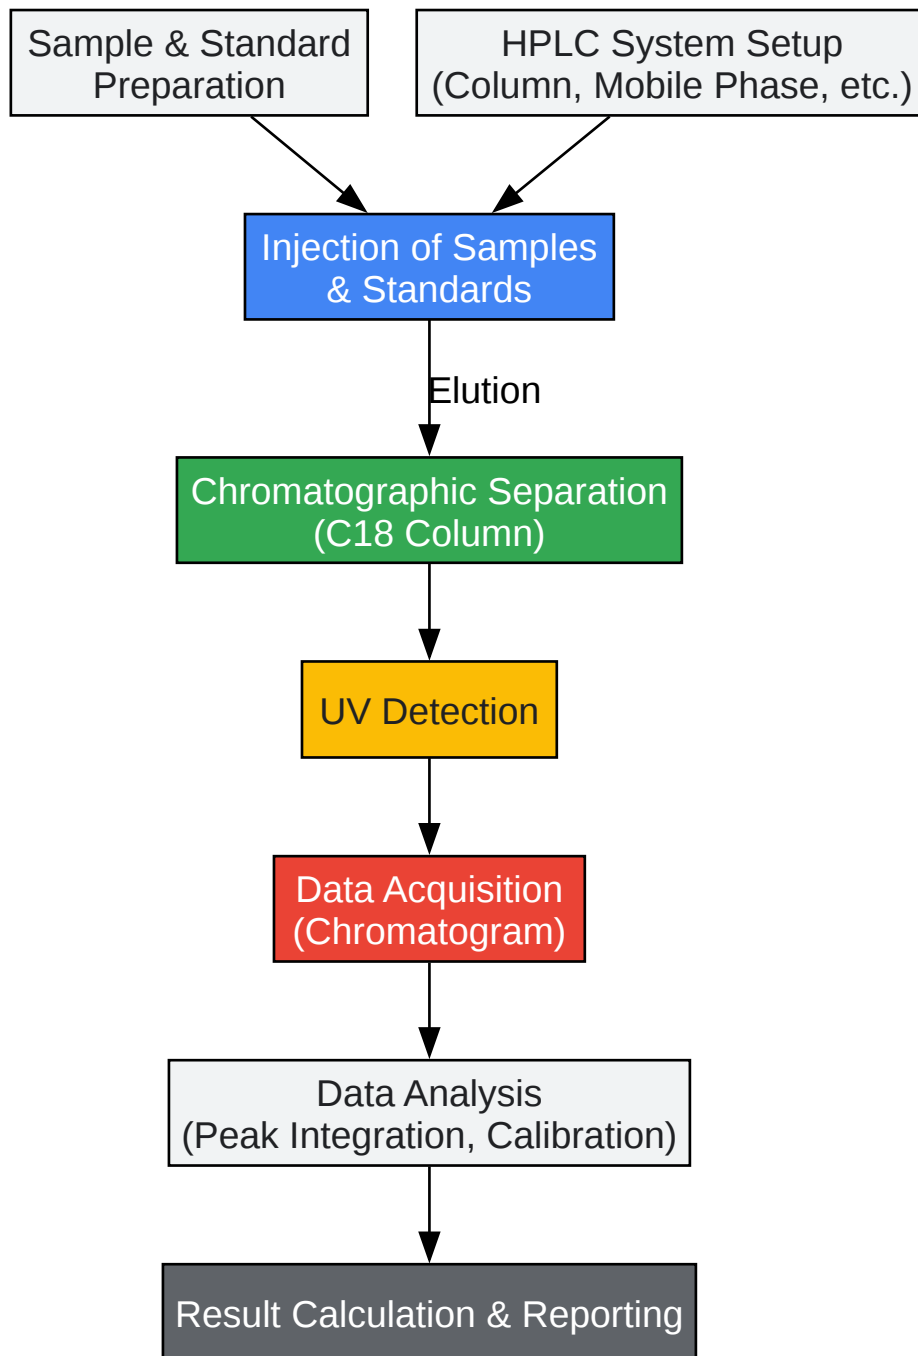 Sample & Standard
Preparation
HPLC System Setup
(Column, Mobile Phase, etc.)
Injection of Samples
& Standards
Elution
Chromatographic Separation
(C18 Column)
UV Detection
Data Acquisition
(Chromatogram)
Data Analysis
(Peak Integration, Calibration)
Result Calculation & Reporting